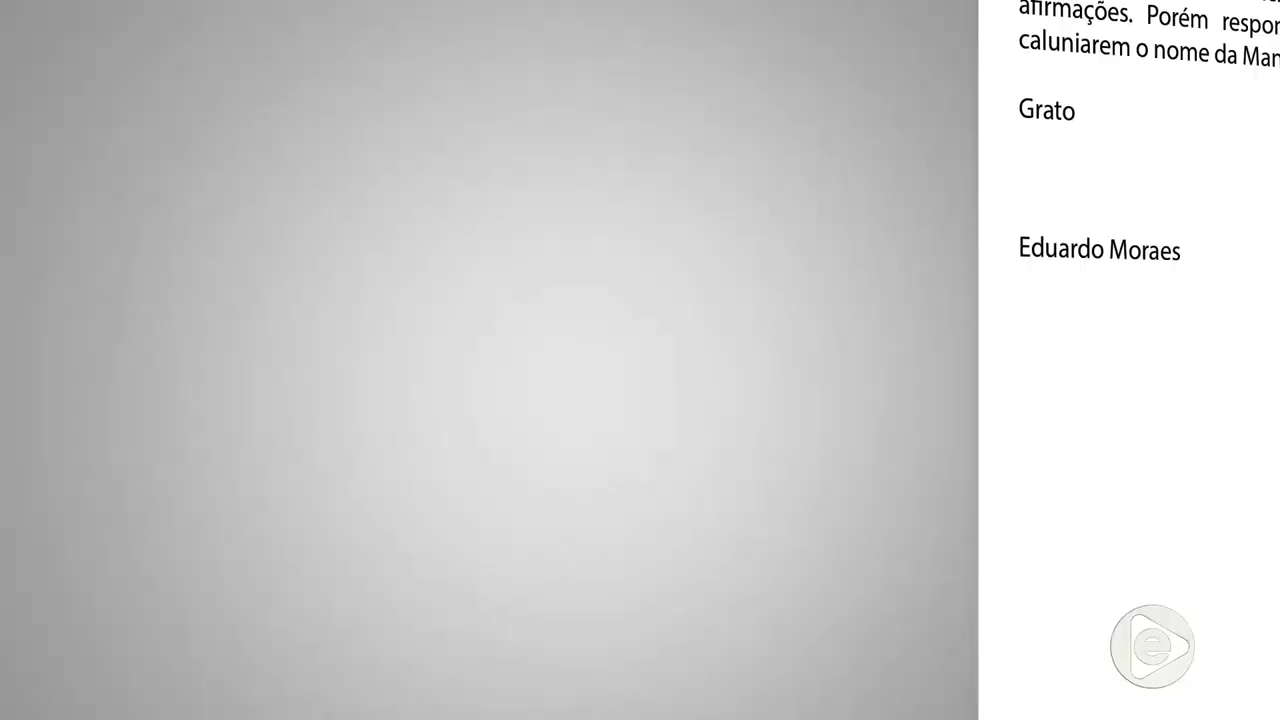 afirmações. Porém
caluniarem o nome da
Grato
Eduardo Moraes
e